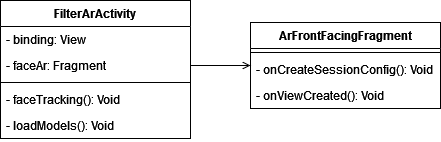 FilterArActivity
- binding: View
- faceAr: Fragment
- faceTracking(): Void
- loadModels(): Void
ArFrontFacingFragment
- onCreateSessionConfig(): Void
- onViewCreated(): Void